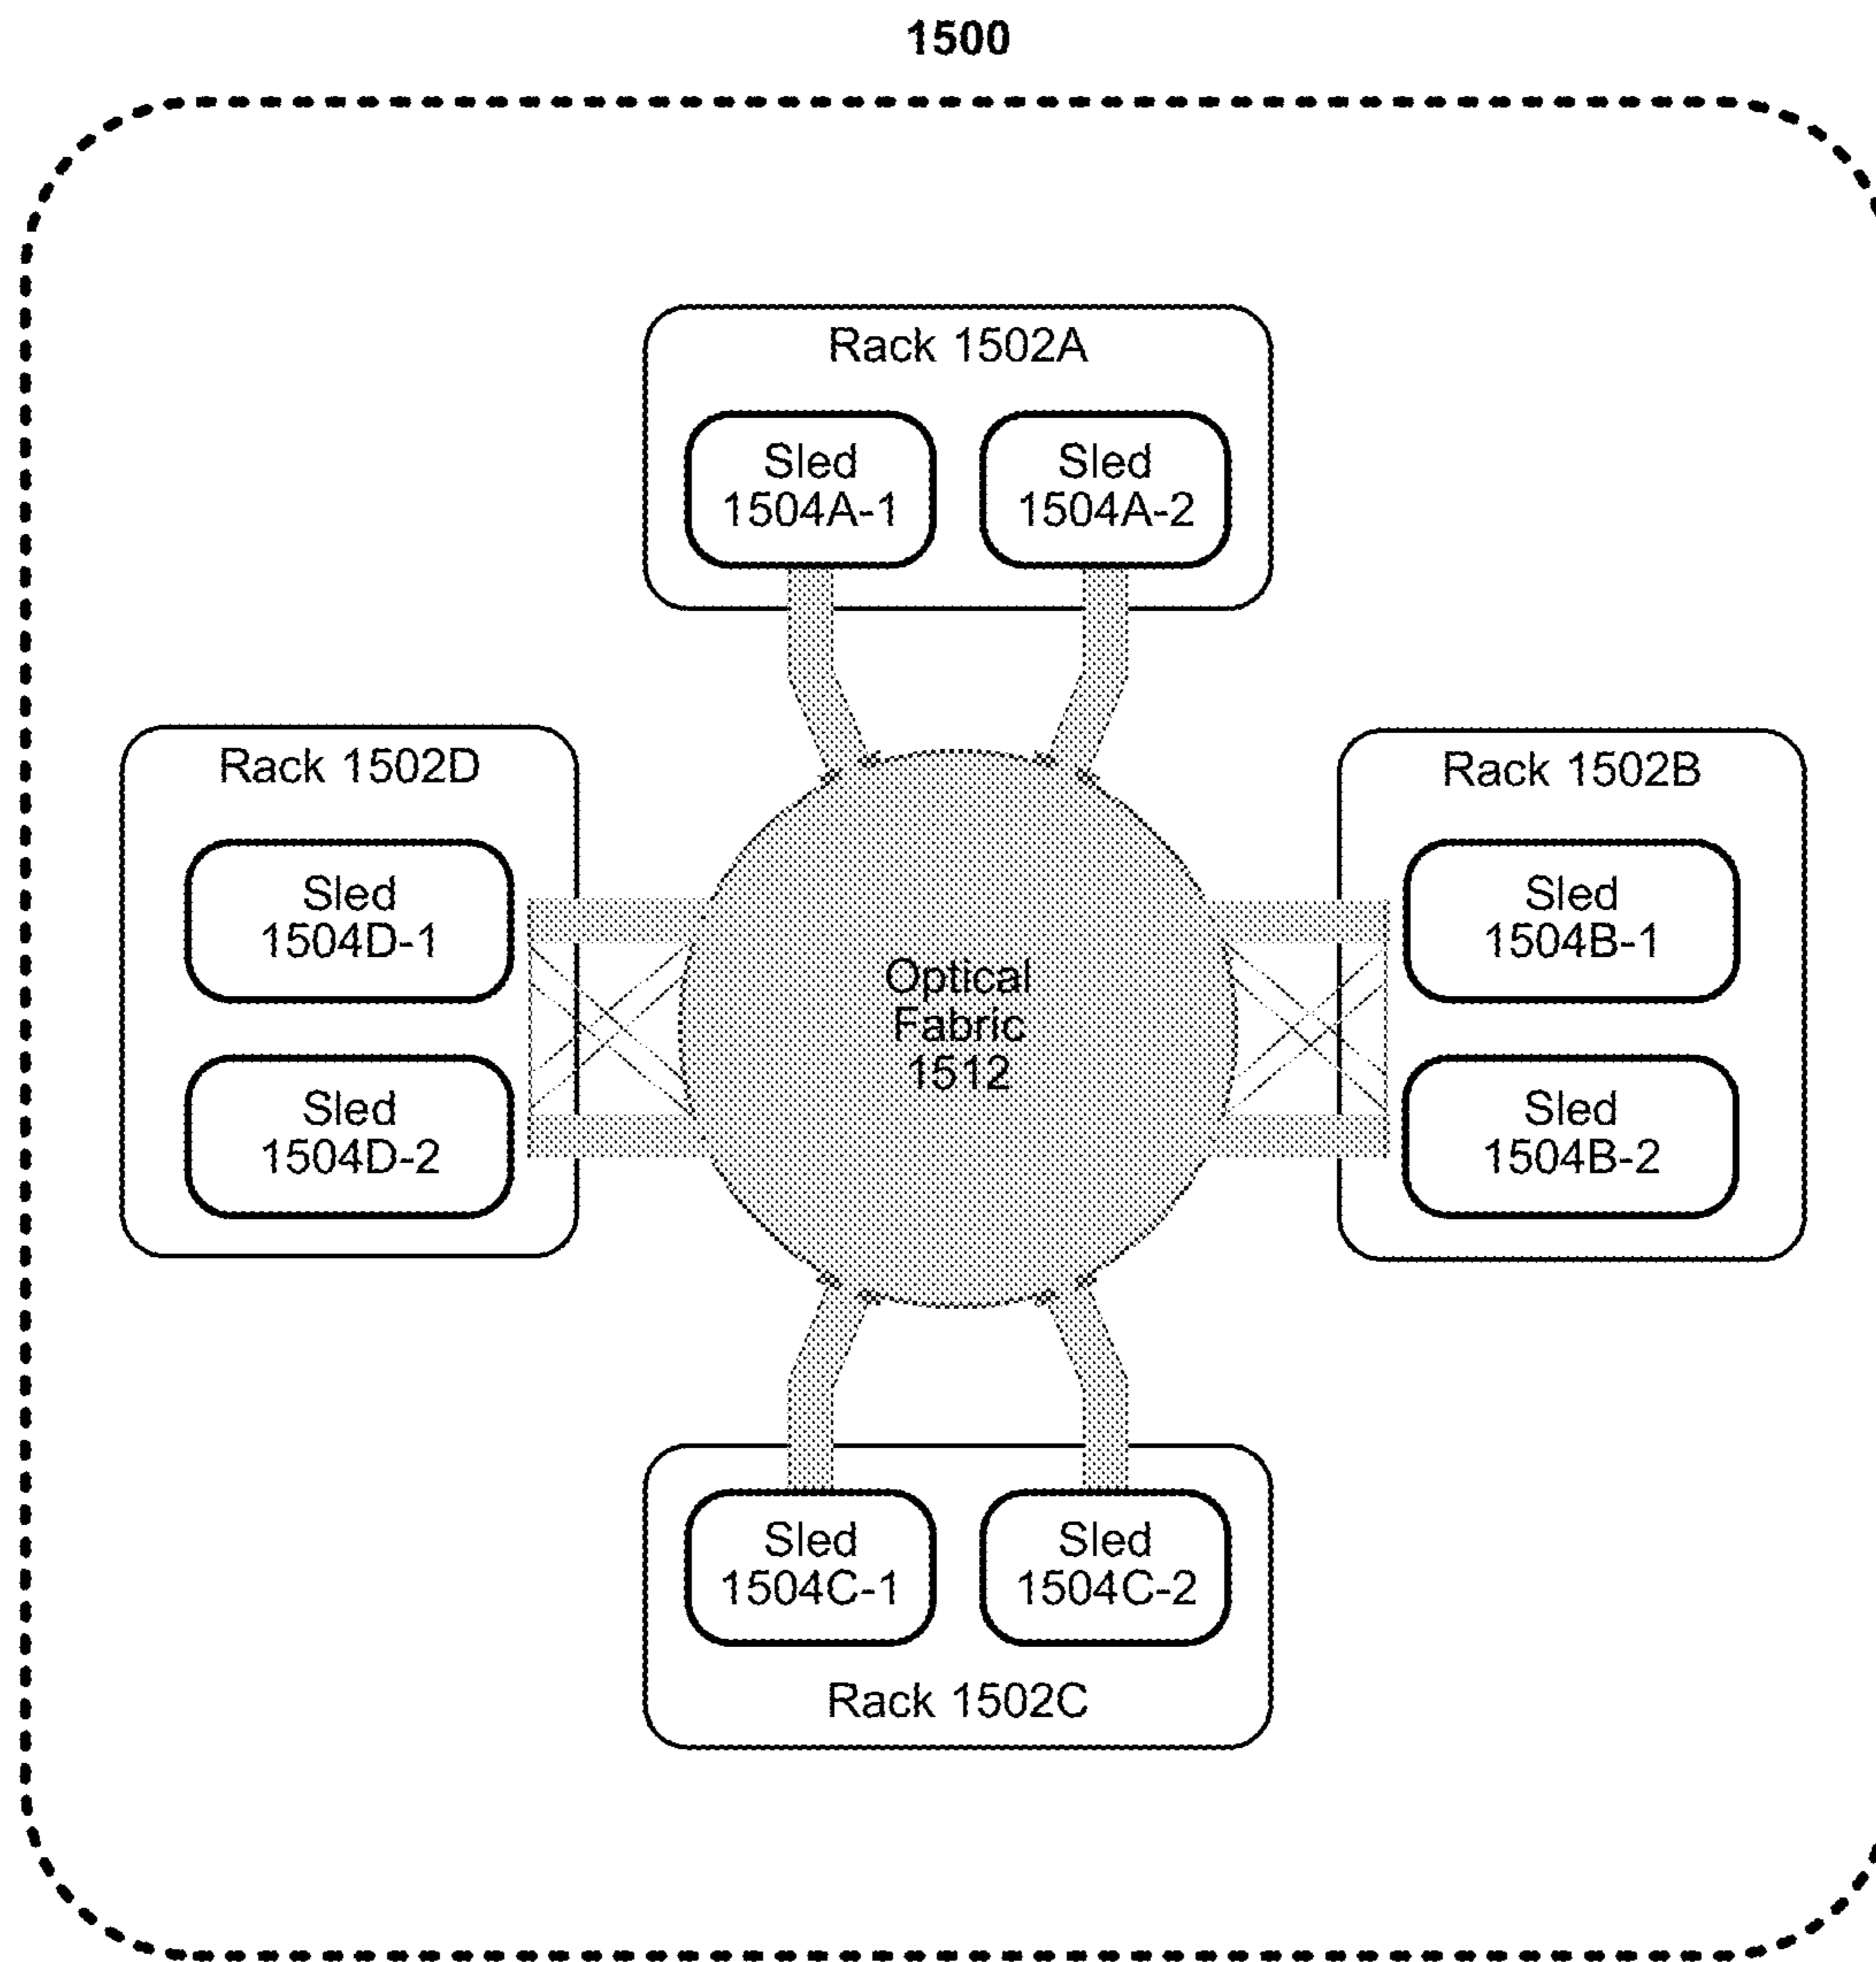 1500
Rack 1502A
Sled
1504A-1
Sled
1504A-2
Rack 1502D
Sled
1504D-1
Sled
1504D-2
Optical
Fabric
1512
Rack 1502B
Sled
1504B-1
Sled
1504B-2
Sled
1504C-1
Sled
1504C-2
Rack 1502C